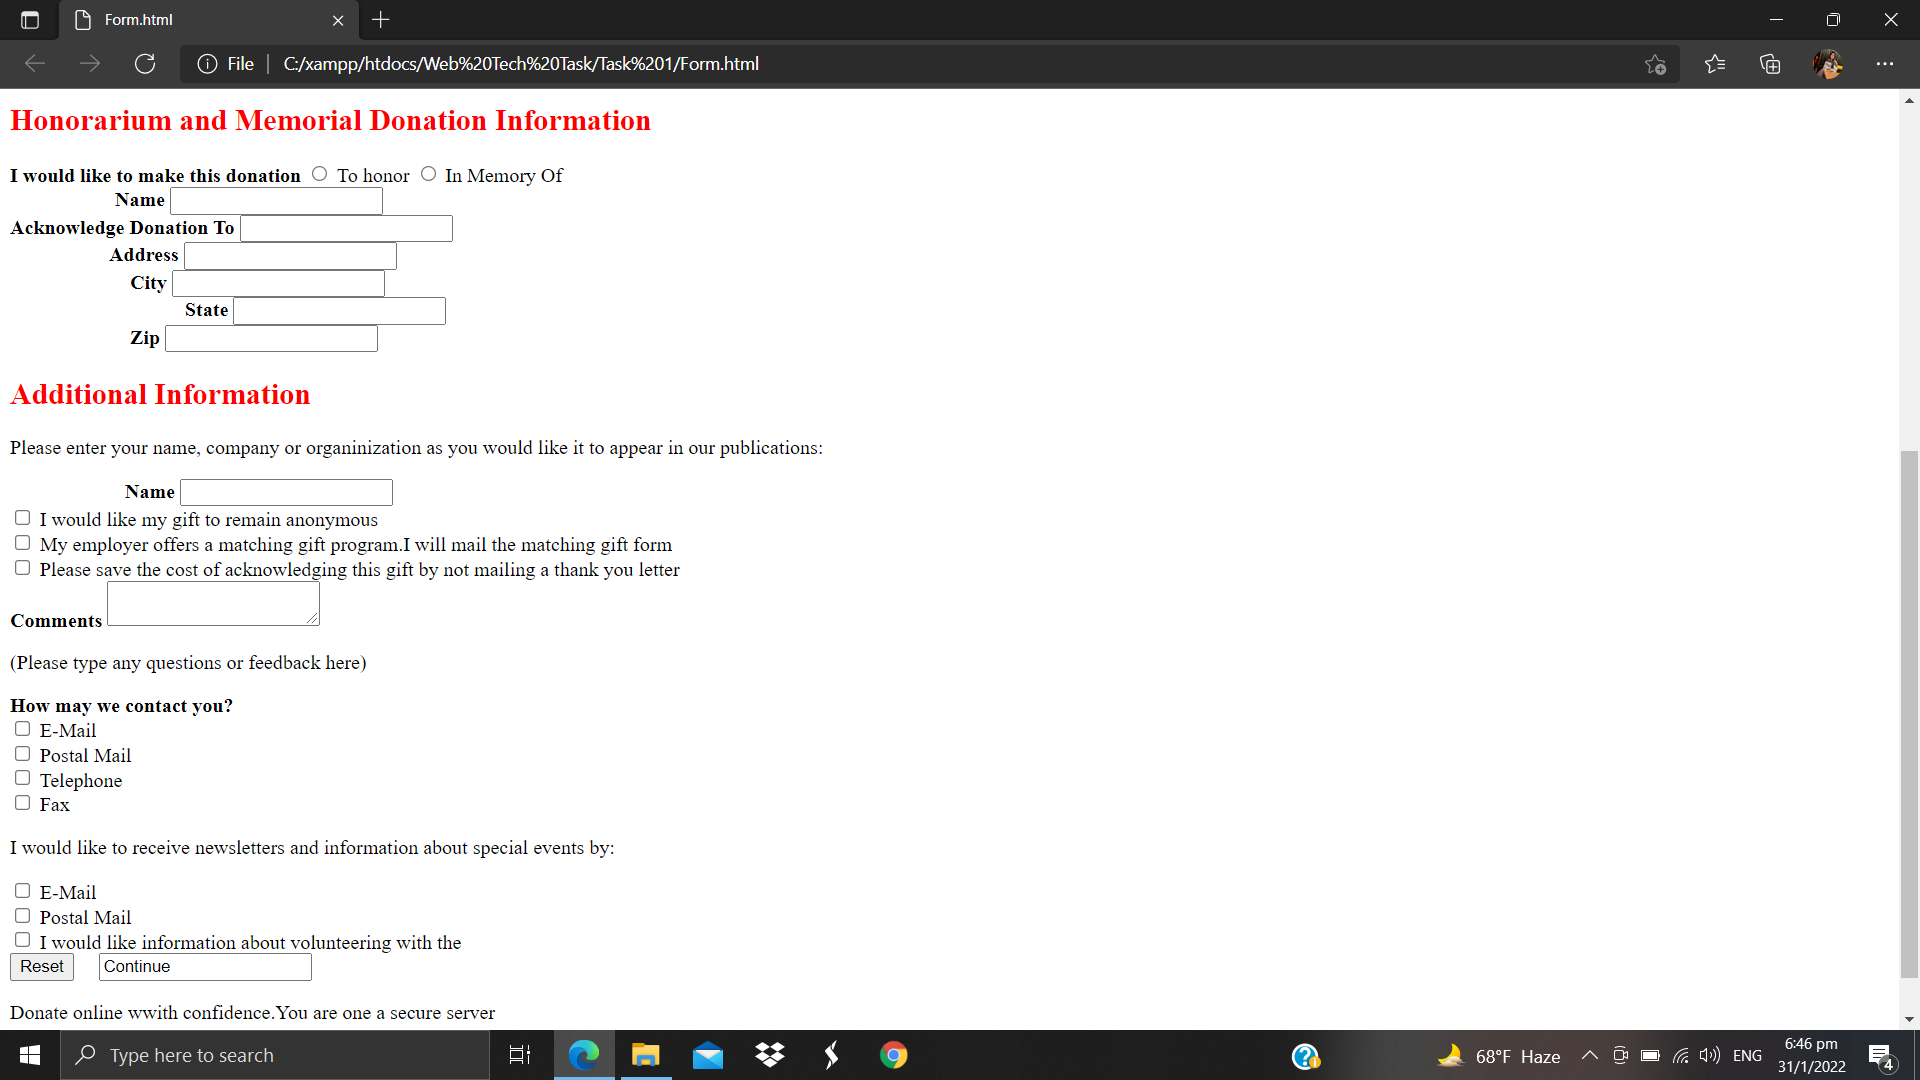 Form.html
File
C:/xampp/htdocs/Web%20Tech%20Task/Task%201/Form.html
Honorarium and Memorial Donation Information
I would like to make this donation To honor In Memory Of
Name
Acknowledge Donation To
Address
City
State
Zip
Additional Information
Please enter your name, company or organinization as you would like it to appear in our publications:
Name
I would like my gift to remain anonymous
My employer offers a matching gift program.I will mail the matching gift form
Please save the cost of acknowledging this gift by not mailing a thank you letter
Comments
(Please type any questions or feedback here)
How may we contact you?
E-Mail
Postal Mail
Telephone
Fax
I would like to receive newsletters and information about special events by:
E-Mail
Postal Mail
I would like information about volunteering with the
Reset Continue
Donate online wwith confidence.You are one a secure server
Type here to search
68°F Haze
ENG
6:46 pm
31/1/2022
4